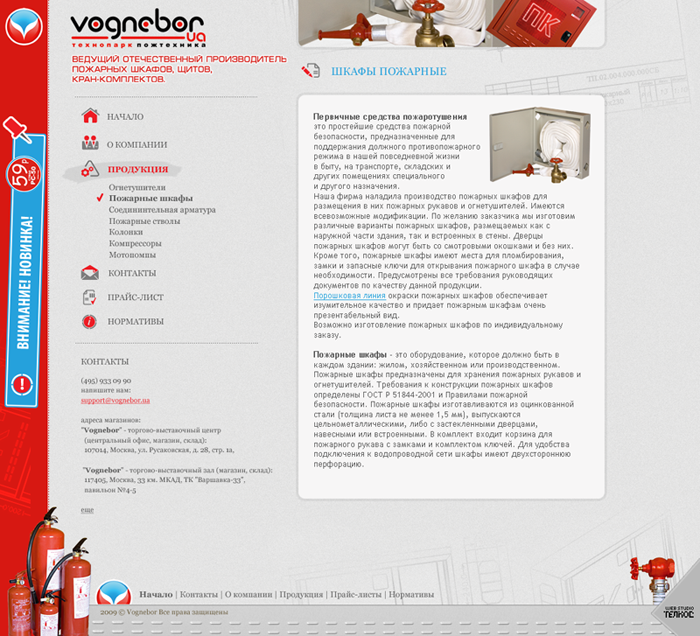 vognebor
ua
технопарк пожтехника
ВЕДУЩИЙ ОТЕЧЕСТВЕННЫЙ ПРОИЗВОДИТЕЛЬ
ПОЖАРНЫХ ШКАФОВ, ЩИТОВ,
КРАН-КОМПЛЕКТОВ.
НАЧАЛО
О КОМПАНИИ
ПРОДУКЦИЯ
Огнетушители
Пожарные шкафы
Соединнительная арматура
Пожарные стволы
Колонки
Компрессоры
Мотопомпы
КОНТАКТЫ
ПРАЙС-ЛИСТ
НОРМАТИВЫ
КОНТАКТЫ
(495) 933 09 90
напишите нам:
support@vognebor.ua
адреса магазинов:
"Vognebor" - торгово-выставочный центр
(центральный офис, магазин, склад):
107014, Москва, ул. Русаковская, д. 28, стр. 1а,
"Vognebor" - торгово-выставочный зал (магазин, склад):
117405, Москва, 33 км. МКАД, ТК "Варшавка-33",
павильон №4-5
еще
59р
ВНИМАНИЕ! НОВИНКА!
ПК
ШКАФЫ ПОЖАРНЫЕ
Первичные средства пожаротушения
это простейшие средства пожарной
безопасности, предназначенные для
поддержания должного противопожарного
режима в нашей повседневной жизни
в быту, на транспорте, складских и
других помещениях специального
и другого назначения.
Наша фирма наладила производство пожарных шкафов для
размещения в них пожарных рукавов и огнетушителей. Имеются
всевозможные модификации. По желанию заказчика мы изготовим
различные варианты пожарных шкафов, размещаемых как с
наружной части здания, так и встроенных в стены. Дверцы
пожарных шкафов могут быть со смотровыми окошками и без них.
Кроме того, пожарные шкафы имеют места для пломбирования,
замки и запасные ключи для открывания пожарного шкафа в случае
необходимости. Предусмотрены все требования руководящих
документов по качеству данной продукции.
Порошковая линия окраски пожарных шкафов обеспечивает
изумительное качество и придает пожарным шкафам очень
презентабельный вид.
Возможно изготовление пожарных шкафов по индивидуальному
заказу.
Пожарные шкафы - это оборудование, которое должно быть в
каждом здании: жилом, хозяйственном или производственном.
Пожарные шкафы предназначены для хранения пожарных рукавов и
огнетушителей. Требования к конструкции пожарных шкафов
определены ГОСТ Р 51844-2001 и Правилами пожарной
безопасности. Пожарные шкафы изготавливаются из оцинкованной
стали (толщина листа не менее 1,5 мм), выпускаются
цельнометаллическими, либо с застекленными дверцами,
навесными или встроенными. В комплект входит корзина для
пожарного рукава с замками и комплектом ключей. Для удобства
подключения к водопроводной сети шкафы имеют двухстороннюю
перфорацию.
Начало | Контакты | О компании | Продукция | Прайс-листы | Нормативы
2009 © Vognebor Все права защищены
WEB STUDIO
ТЕЛКОС